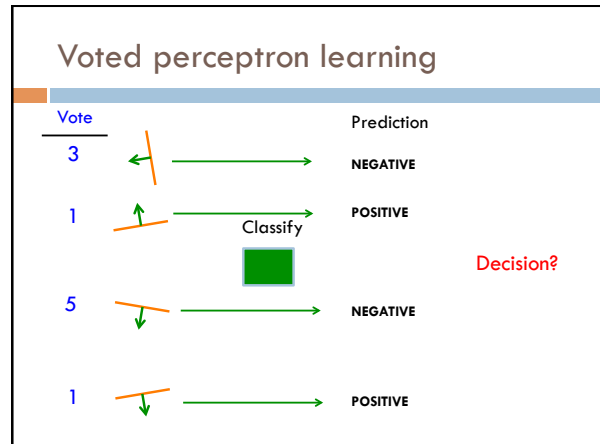 Voted perceptron learning
Vote
Prediction
3
NEGATIVE
1
POSITIVE
Classify
Decision?
5
NEGATIVE
1
POSITIVE